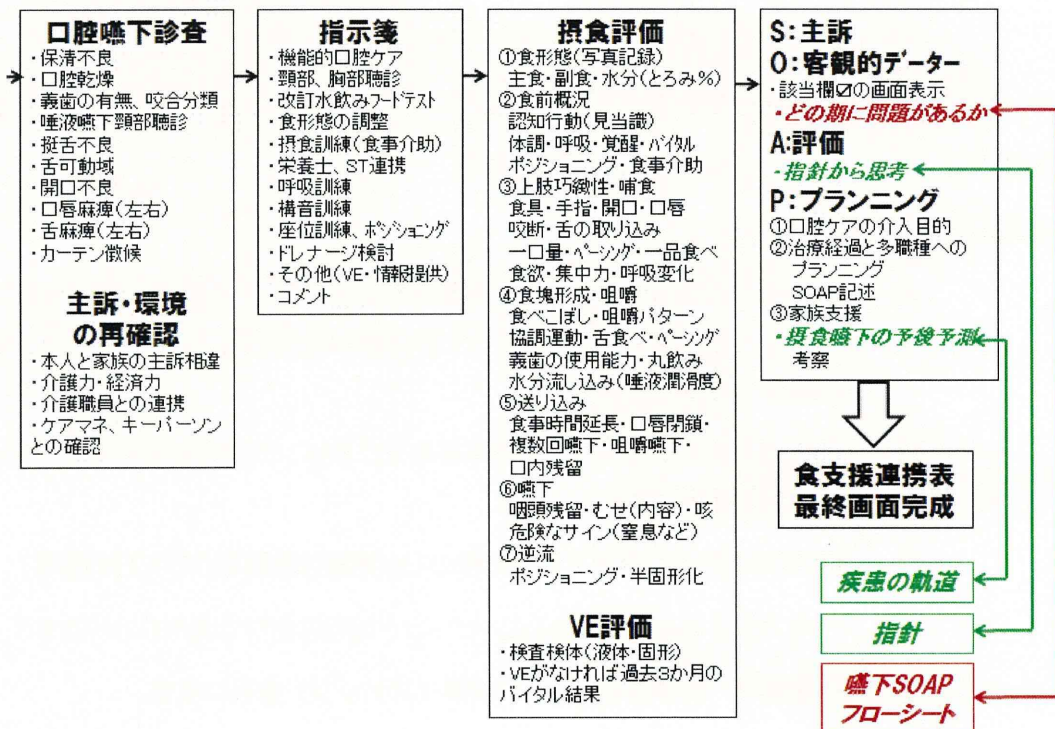 口腔嚥下診査
・保清不良
・口腔乾燥
・義歯の有無、咬合分類
・唾液嚥下頸部聴診
・挺舌不良
・舌可動域
・開口不良
・口唇麻痺(左右)
・舌麻痺(左右)
・カーテン徴候
主訴・環境
の再確認
・本人と家族の主訴相違
・介護力・経済力
・介護職員との連携
・ケアマネ、キーパーソン
との確認
指示箋
・機能的口腔ケア
・頸部、胸部聴診
・改訂水飲みフードテスト
・食形態の調整
・摂食訓練(食事介助)
・栄養士、ST連携
・呼吸訓練
・構音訓練
・座位訓練、ポジショニング
・ドレナージ検討
・その他(VE・情報提供)
・コメント
摂食評価
①食形態(写真記録)
主食・副食・水分(とろみ%)
②食前概況
認知行動(見当識)
体調・呼吸・覚醒・バイタル
ポジショニング・食事介助
③上肢巧緻性・哺食
食具・手指・開口・口唇
咬断・舌の取り込み
一口量・ペーシング・一品食べ
食欲・集中力・呼吸変化
④食塊形成・咀嚼
食べこぼし・咀嚼パターン
協調運動・舌食べ・ペーシング
義歯の使用能力・丸飲み
水分流し込み(唾液潤滑度)
⑤送り込み
食事時間延長・口唇閉鎖・
複数回嚥下・咀嚼嚥下・
口内残留
⑥嚥下
咽頭残留・むせ(内容)・咳
危険なサイン(窒息など)
⑦逆流
ポジショニング・半固形化
VE評価
・検査検体(液体・固形)
・VEがなければ過去3か月の
バイタル結果
S:主訴
O:客観的データー
・該当欄☑の画面表示
・どの期に問題があるか
A:評価
・指針から思考
P:プランニング
①口腔ケアの介入目的
②治療経過と多職種への
プランニング
SOAP記述
③家族支援
・摂食嚥下の予後予測
考察
食支援連携表
最終画面完成
疾患の軌道
指針
嚥下SOAP
フローシート